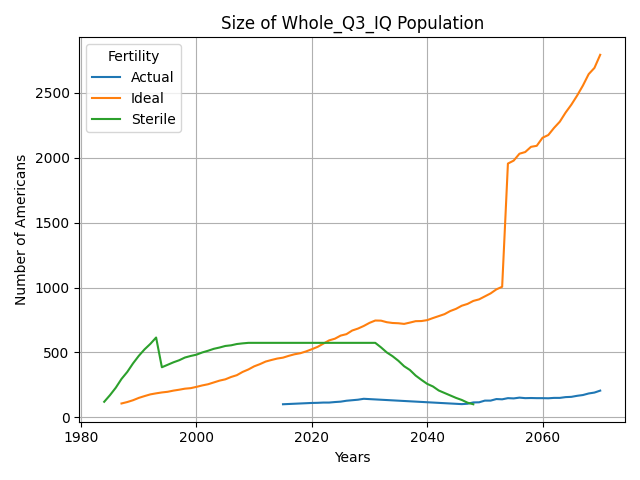 Size of Whole_Q3_IQ Population
Fertility
Actual
Ideal
Sterile
Number of Americans
2500
2000
1500
1000
500
0
1980
2000
2020
2040
2060
Years